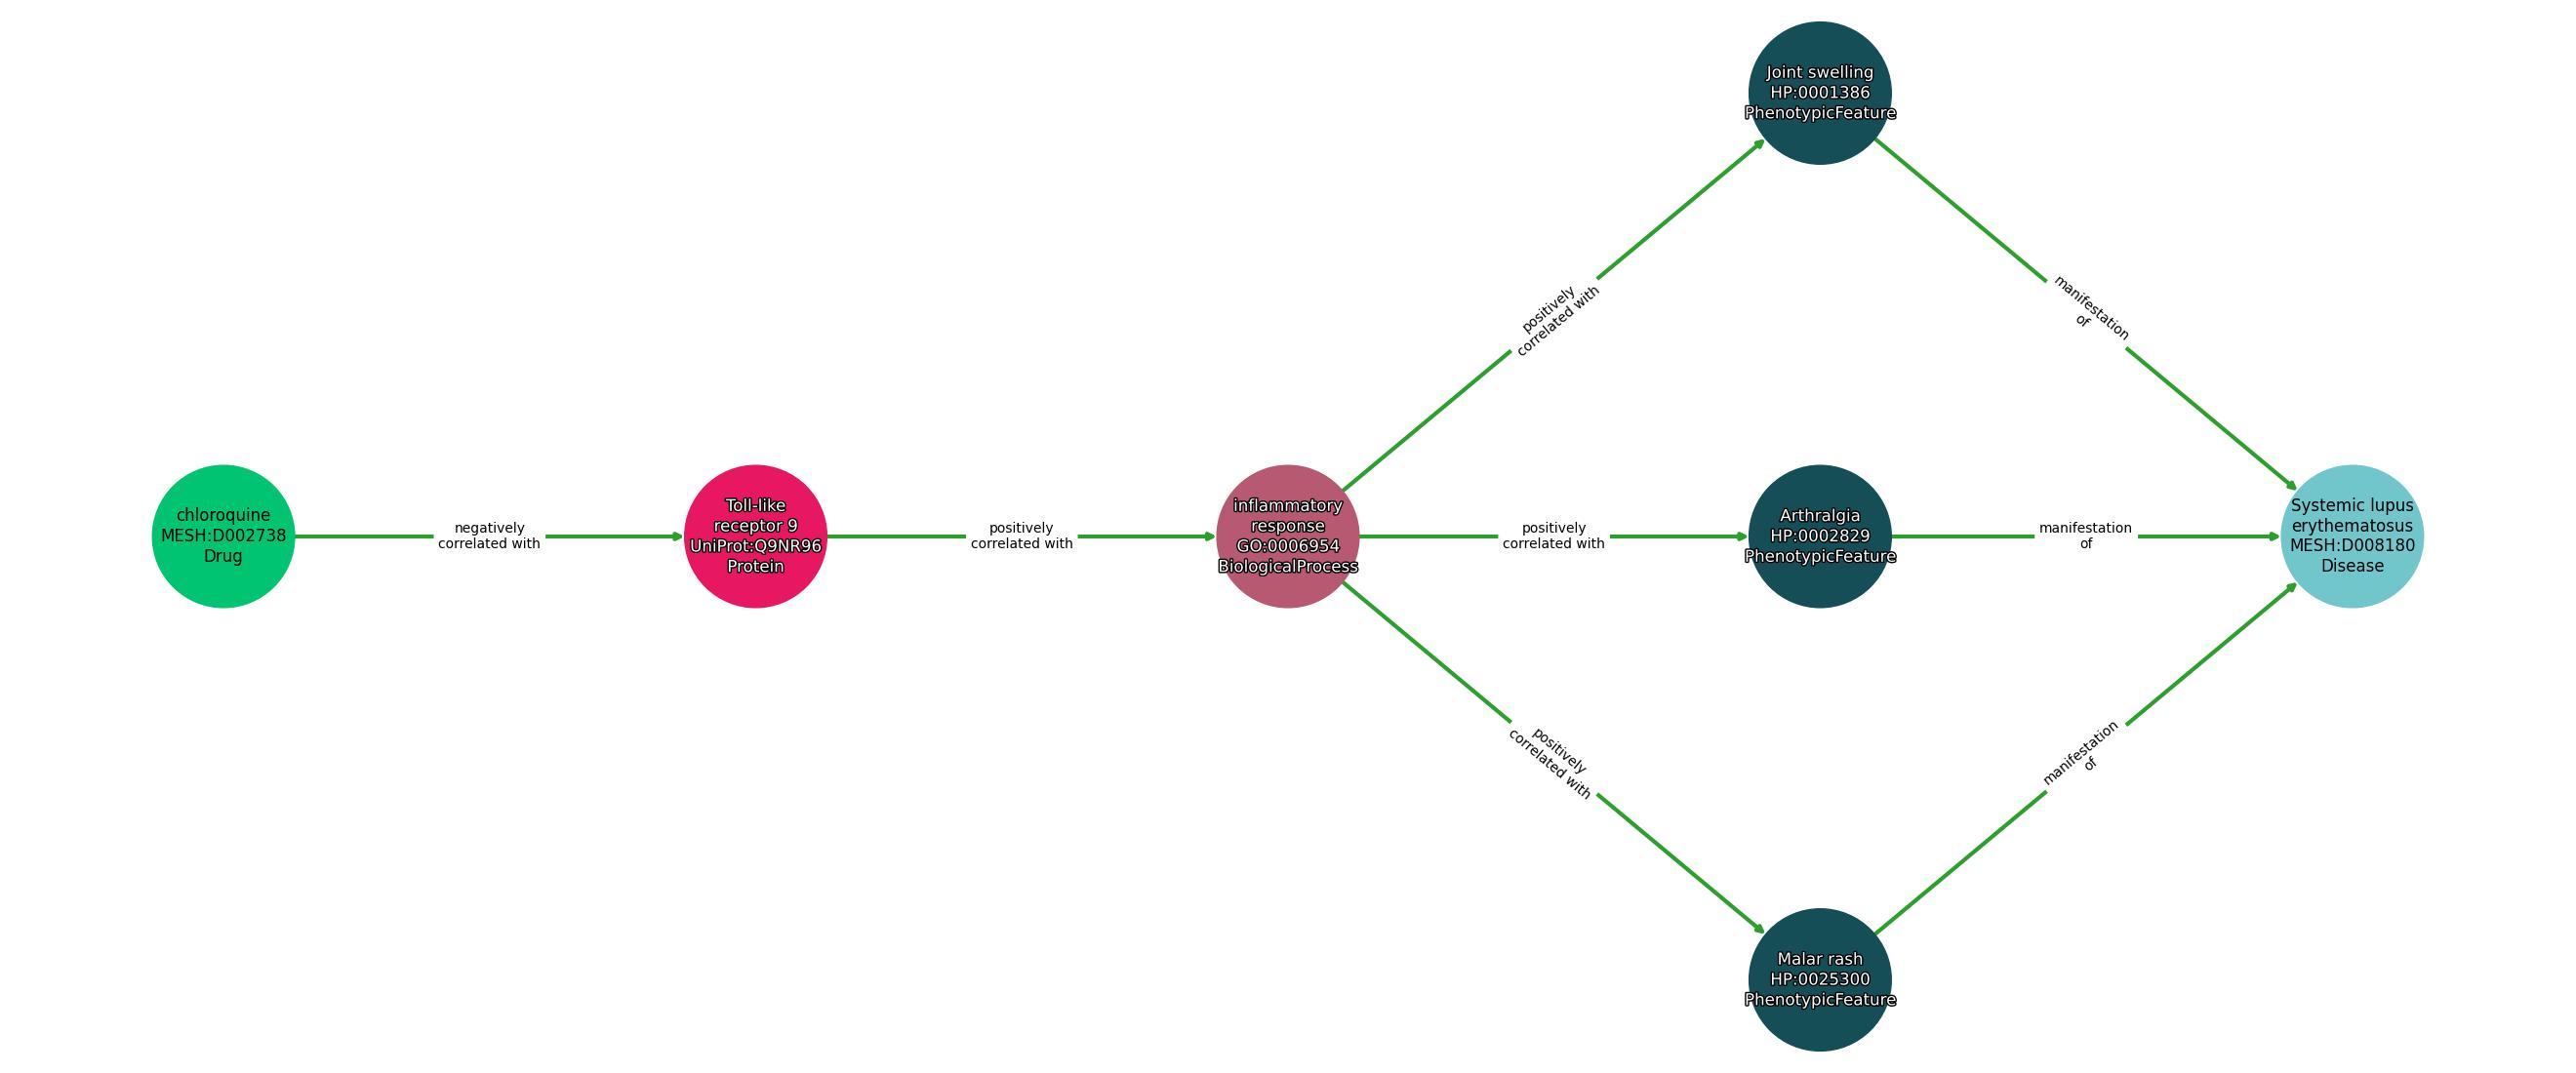 Joint swelling
HP:0001386
PhenotypicFeature
positively
correlated with
manifestation
of
chloroquine
MESH:D002738
Drug
negatively
correlated with
Toll-like
receptor 9
UniProt:Q9NR96
Protein
positively
correlated with
inflammatory
response
GO:0006954
BiologicalProcess
positively
correlated with
Arthralgia
HP:0002829
PhenotypicFeature
manifestation
of
Systemic lupus
erythematosus
MESH:D008180
Disease
positively
correlated with
manifestation
of
Malar rash
HP:0025300
PhenotypicFeature